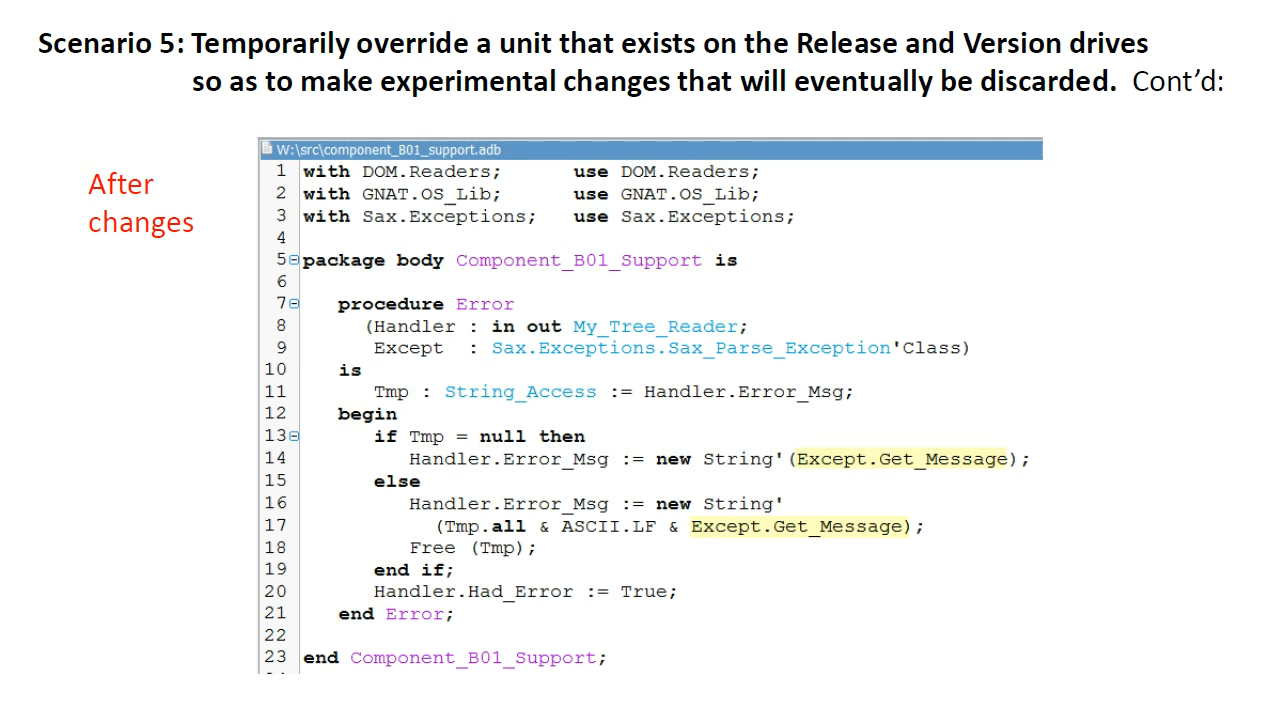 Scenario 5: Temporarily override a unit that exists on the Release and Version drives
so as to make experimental changes that will eventually be discarded. Cont’d:
After
changes
W:\src\component_B01_support.adb
1 with DOM.Readers; use DOM.Readers;
2 with GNAT.OS_Lib; use GNAT.OS_Lib;
3 with Sax.Exceptions; use Sax.Exceptions;
4
5 package body Component_B01_Support is
6
7 procedure Error
8 (Handler : in out My_Tree_Reader;
9 Except : Sax.Exceptions.Sax_Parse_Exception'Class)
10 is
11 Tmp : String_Access := Handler.Error_Msg;
12 begin
13 if Tmp = null then
14 Handler.Error_Msg := new String'(Except.Get_Message);
15 else
16 Handler.Error_Msg := new String'
17 (Tmp.all & ASCII.LF & Except.Get_Message);
18 Free (Tmp);
19 end if;
20 Handler.Had_Error := True;
21 end Error;
22
23 end Component_B01_Support;